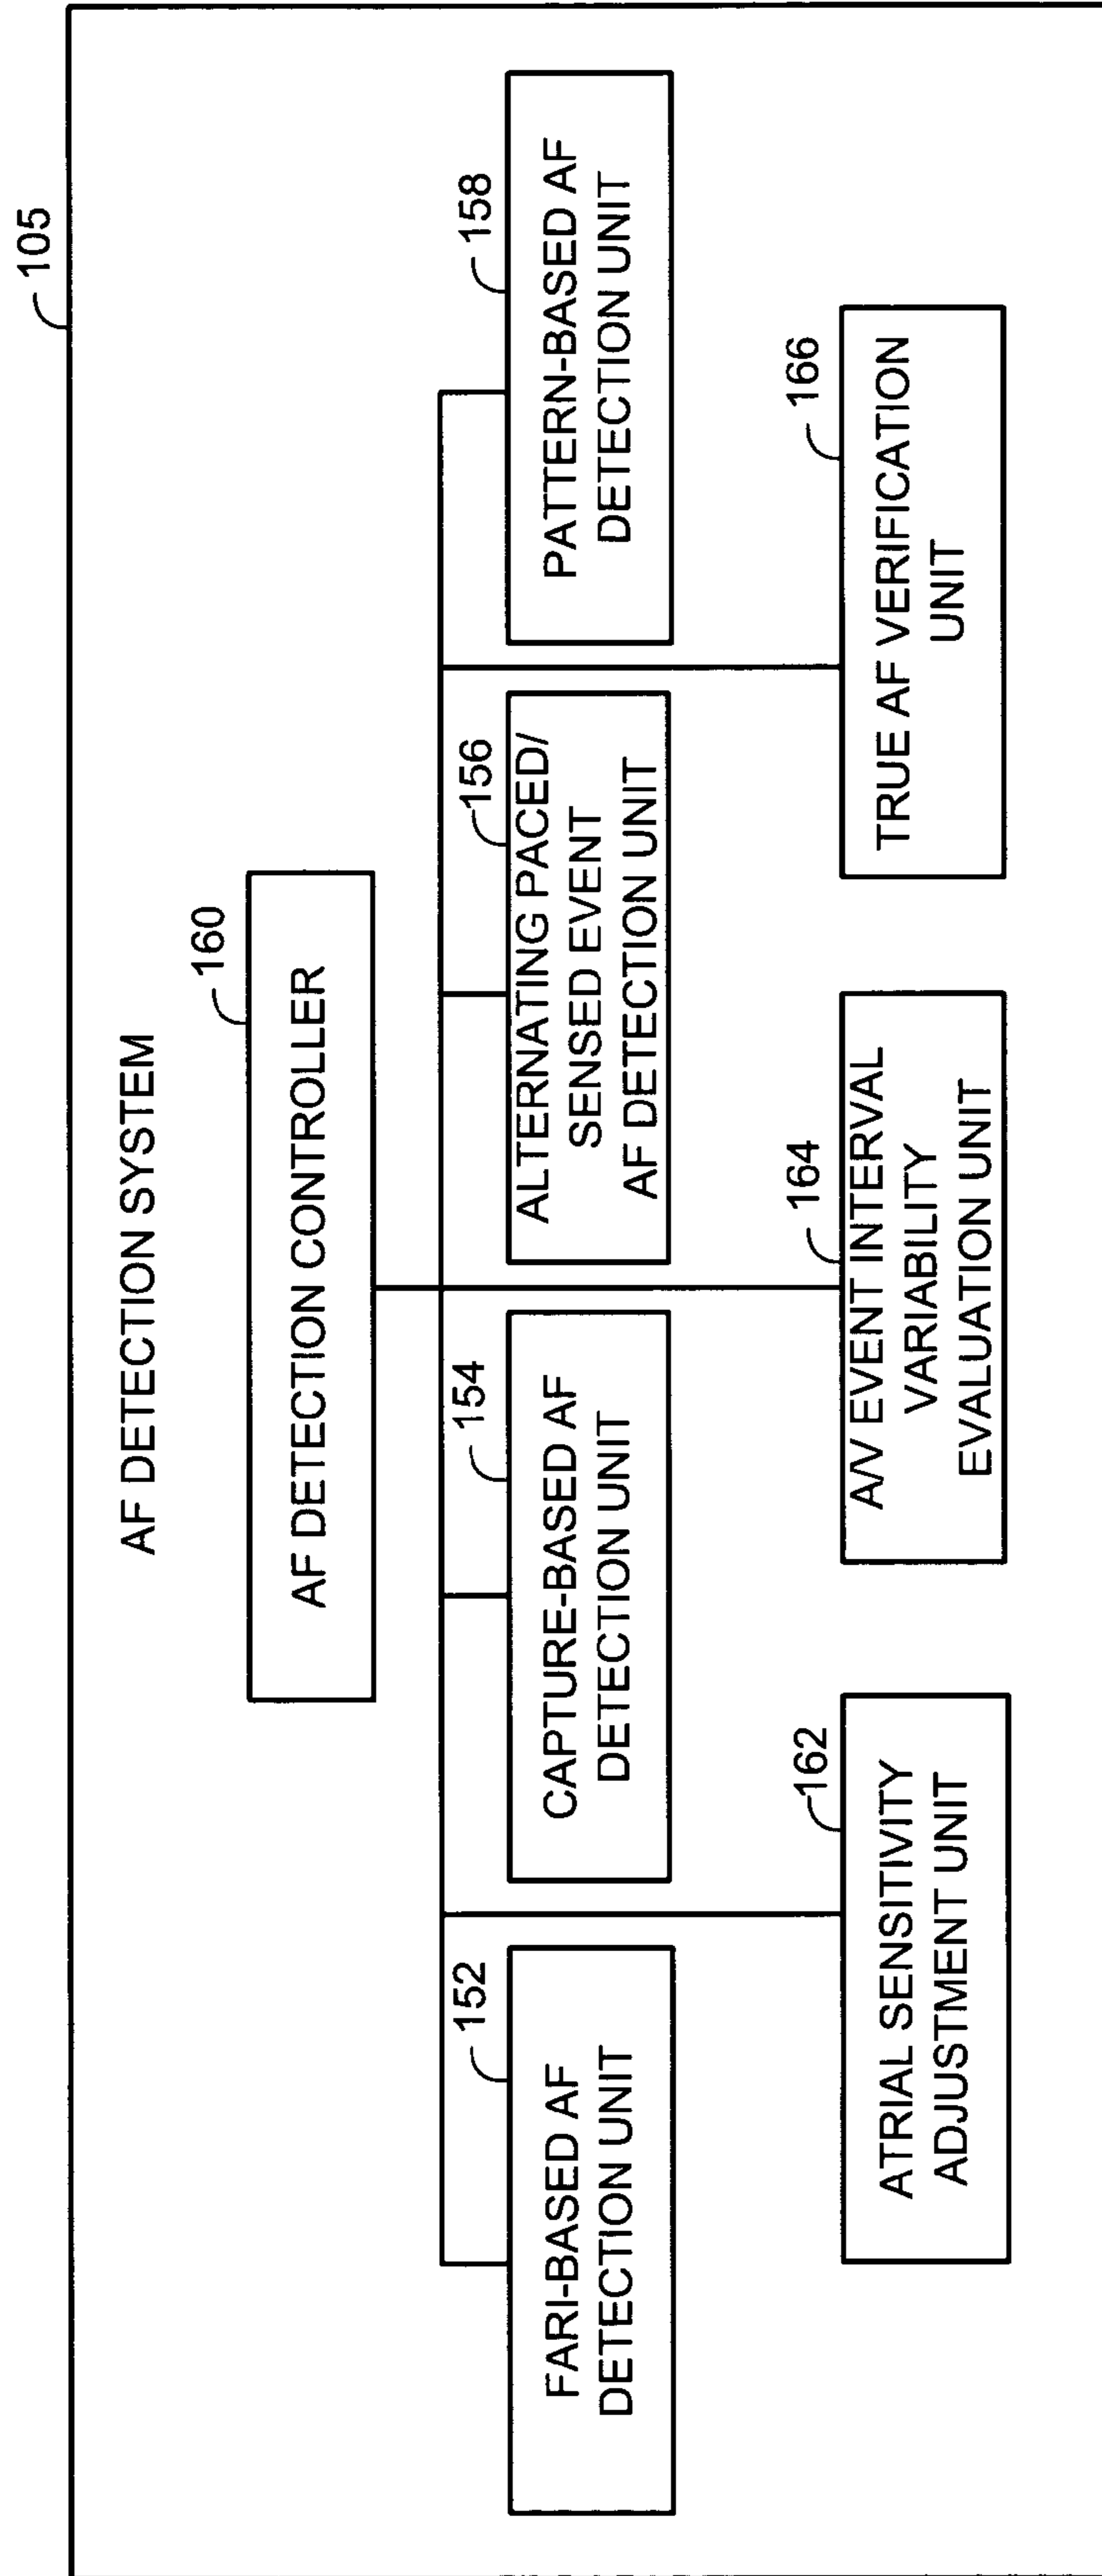 105
AF DETECTION SYSTEM
160
AF DETECTION CONTROLLER
152
FARI-BASED AF
DETECTION UNIT
154
CAPTURE-BASED AF
DETECTION UNIT
156
ALTERNATING PACED/
SENSED EVENT
AF DETECTION UNIT
158
PATTERN-BASED AF
DETECTION UNIT
162
ATRIAL SENSITIVITY
ADJUSTMENT UNIT
164
A/V EVENT INTERVAL
VARIABILITY
EVALUATION UNIT
166
TRUE AF VERIFICATION
UNIT